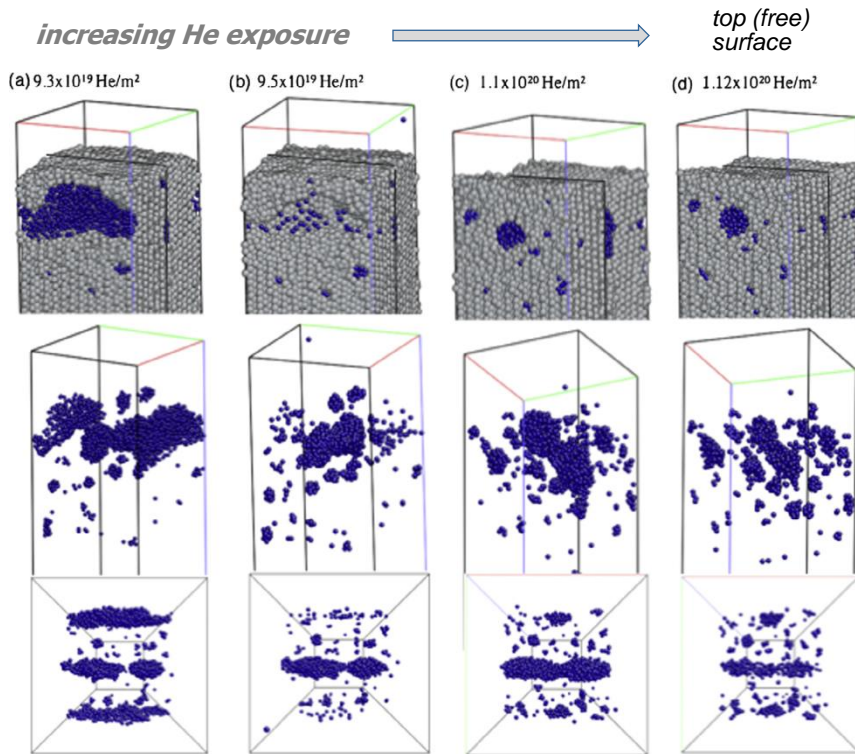 increasing He exposure
top (free)
surface
(a) 9.3x10¹⁹ He/m²
(b) 9.5x10¹⁹ He/m²
(c) 1.1x10²⁰ He/m²
(d) 1.12x10²⁰ He/m²